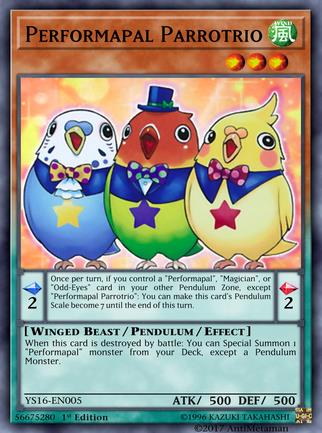 PERFORMAPAL PARROTRIO
WIND
風
Once per turn, if you control a "Performapal", "Magician", or
"Odd-Eyes" card in your other Pendulum Zone, except
"Performapal Parrotrio": You can make this card's Pendulum
Scale become 7 until the end of this turn.
2
2
[WINGED BEAST / PENDULUM / EFFECT]
When this card is destroyed by battle: You can Special Summon 1
"Performapal" monster from your Deck, except a Pendulum
Monster.
YS16-EN005
ATK/ 500 DEF/ 500
56675280
1st Edition
©1996 KAZUKI TAKAHASHI
©2017 AntiMetaman